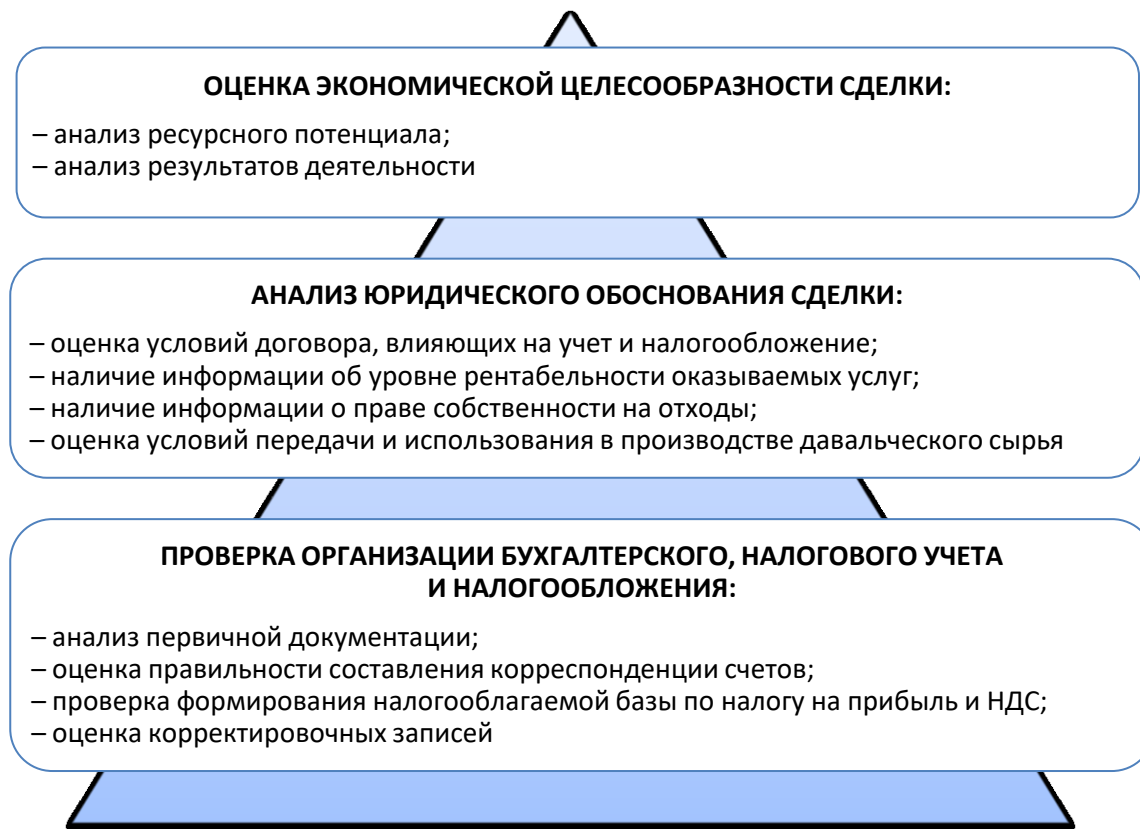 ОЦЕНКА ЭКОНОМИЧЕСКОЙ ЦЕЛЕСООБРАЗНОСТИ СДЕЛКИ:
– анализ ресурсного потенциала;
– анализ результатов деятельности
АНАЛИЗ ЮРИДИЧЕСКОГО ОБОСНОВАНИЯ СДЕЛКИ:
– оценка условий договора, влияющих на учет и налогообложение;
– наличие информации об уровне рентабельности оказываемых услуг;
– наличие информации о праве собственности на отходы;
– оценка условий передачи и использования в производстве давальческого сырья
ПРОВЕРКА ОРГАНИЗАЦИИ БУХГАЛТЕРСКОГО, НАЛОГОВОГО УЧЕТА
И НАЛОГООБЛОЖЕНИЯ:
– анализ первичной документации;
– оценка правильности составления корреспонденции счетов;
– проверка формирования налогооблагаемой базы по налогу на прибыль и НДС;
– оценка корректировочных записей